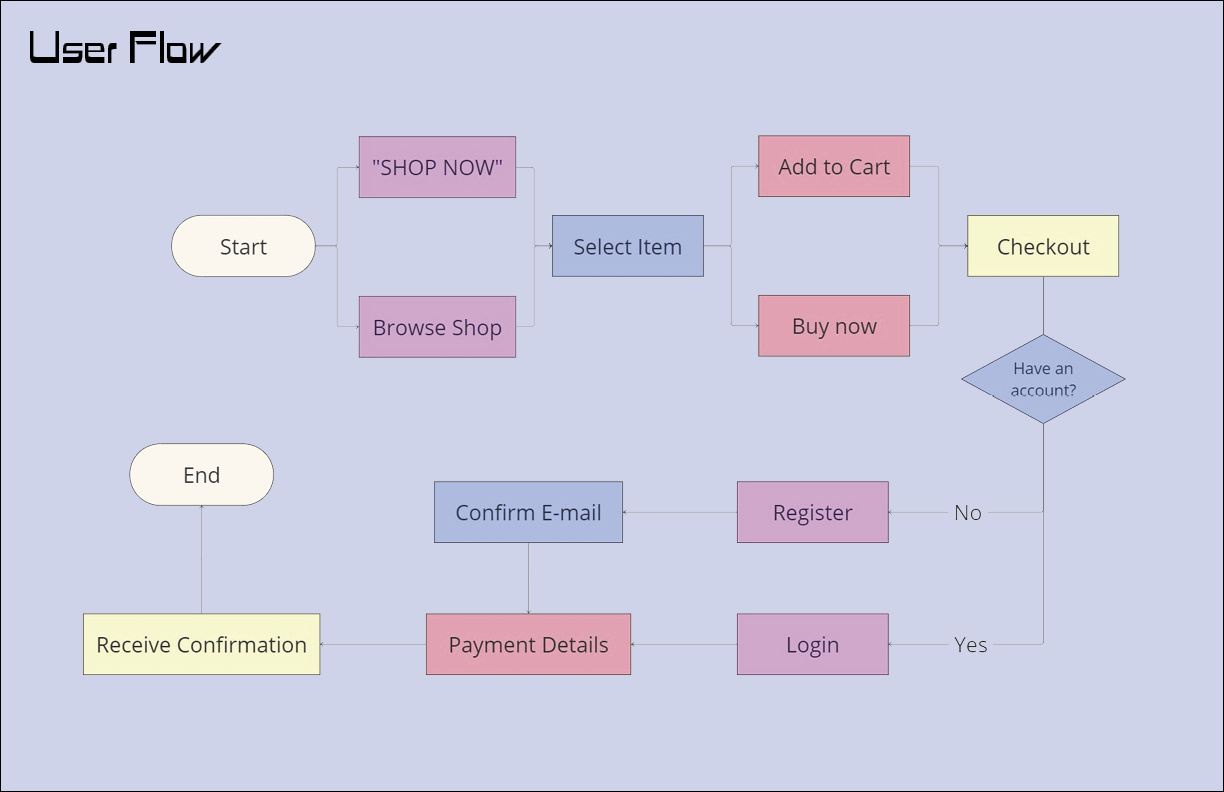 User Flow
"SHOP NOW"
Add to Cart
Start
Select Item
Checkout
Browse Shop
Buy now
Have an
account?
End
Confirm E-mail
Register
No
Receive Confirmation
Payment Details
Login
Yes